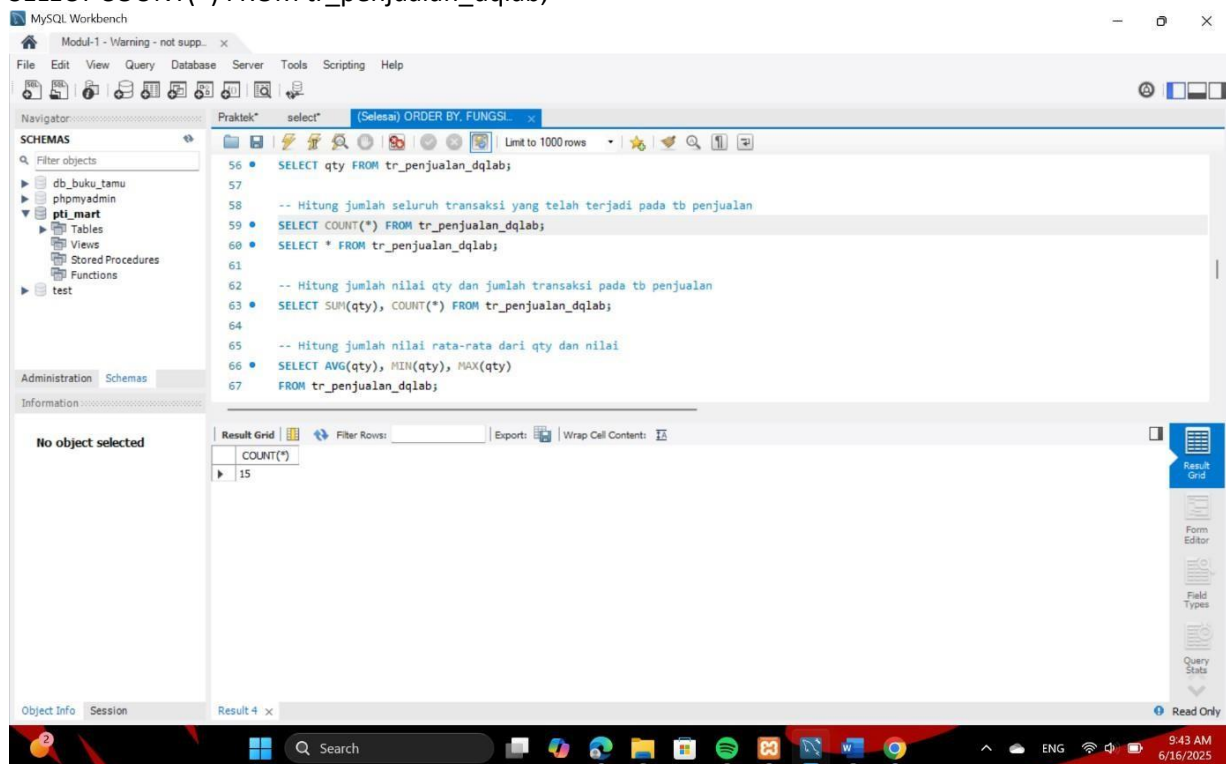 SELECT COUNT(*) FROM tr_penjualan_dqlab;
MySQL Workbench
Modul-1 - Warning - not supp..
File Edit View Query Database Server Tools Scripting Help
Navigator
Praktek* select* (Selesai) ORDER BY, FUNGSI...
SCHEMAS
Limit to 1000 rows
Filter objects
db_buku_tamu
phpmyadmin
pti_mart
Tables
Views
Stored Procedures
Functions
test
56 SELECT qty FROM tr_penjualan_dqlab;
57
58 -- Hitung jumlah seluruh transaksi yang telah terjadi pada tb penjualan
59 SELECT COUNT(*) FROM tr_penjualan_dqlab;
60 SELECT * FROM tr_penjualan_dqlab;
61
62 -- Hitung jumlah nilai qty dan jumlah transaksi pada tb penjualan
63 SELECT SUM(qty), COUNT(*) FROM tr_penjualan_dqlab;
64
65 -- Hitung jumlah nilai rata-rata dari qty dan nilai
66 SELECT AVG(qty), MIN(qty), MAX(qty)
67 FROM tr_penjualan_dqlab;
Administration Schemas
Information
No object selected
Result Grid Filter Rows: Export: Wrap Cell Content:
COUNT(*)
15
Result
Grid
Form
Editor
Field
Types
Query
Stats
Object Info Session
Result 4
Read Only
2
Search
ENG
9:43 AM
6/16/2025